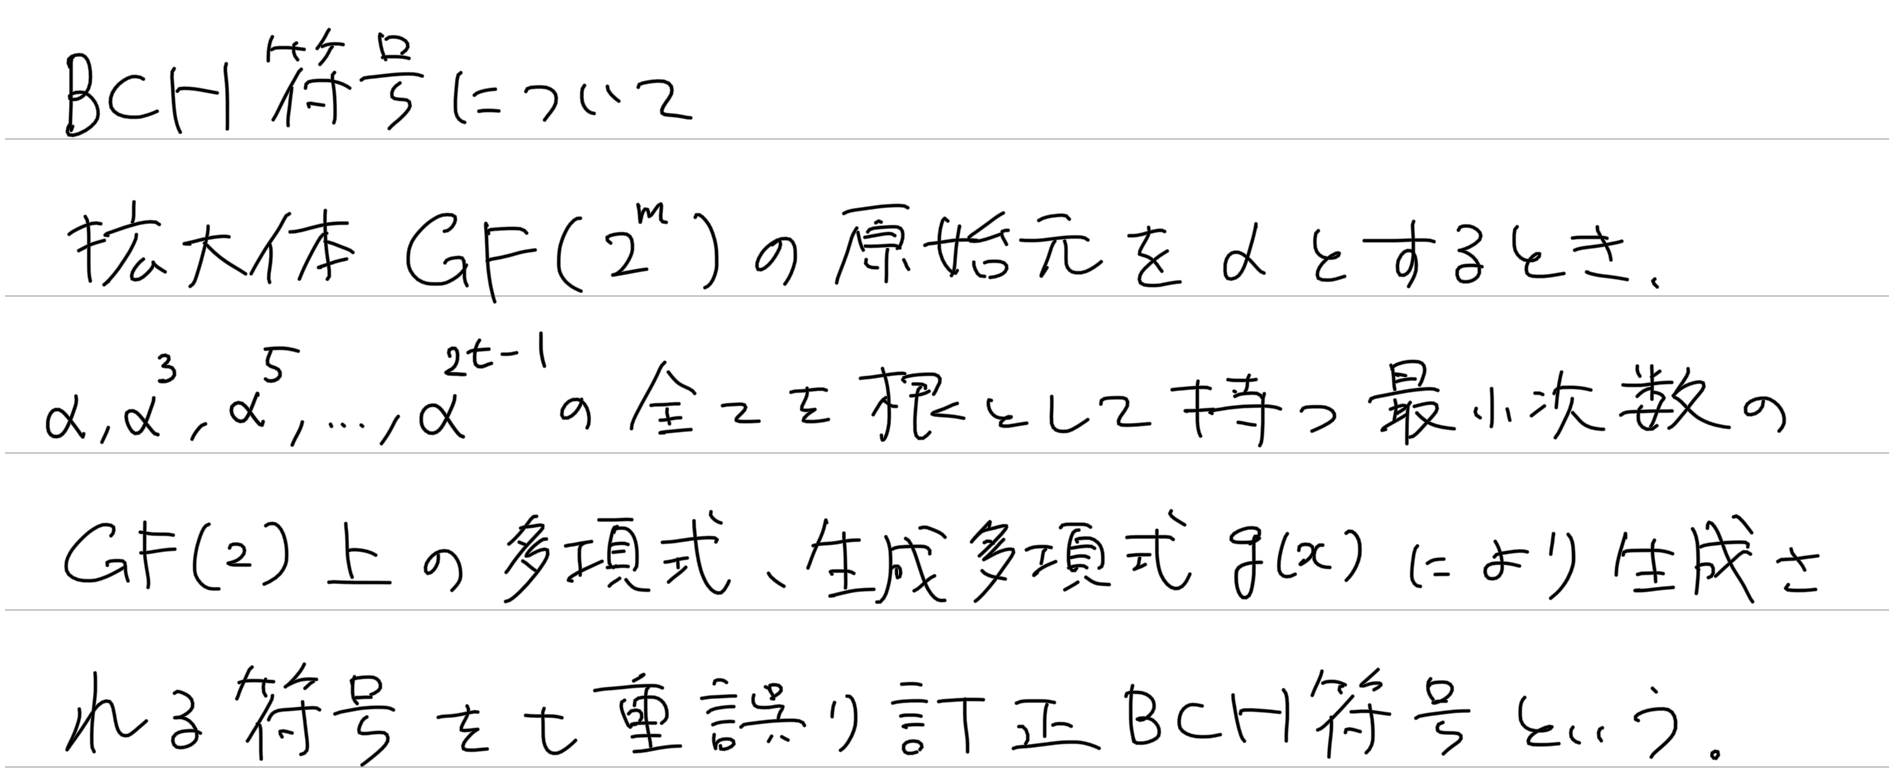 BCH符号について
拡大体 GF(2^m)の原始元をαとするとき、
α, α^3, α^5, ..., α^{2t-1}の全てを根として持つ最小次数の
GF(2)上の多項式、生成多項式g(x)により生成さ
れる符号をt重誤り訂正BCH符号という。